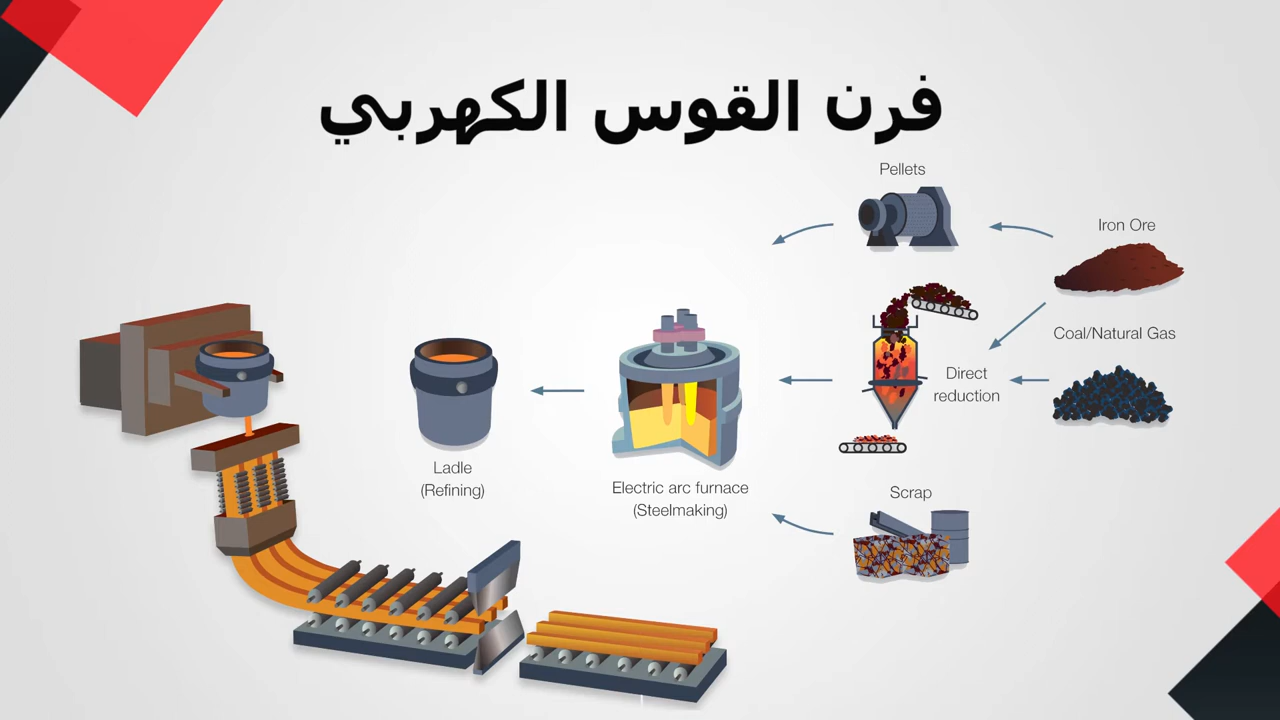 فرن القوس الكهربي
Pellets
Iron Ore
Coal/Natural Gas
Direct
reduction
Ladle
(Refining)
Electric arc furnace
(Steelmaking)
Scrap